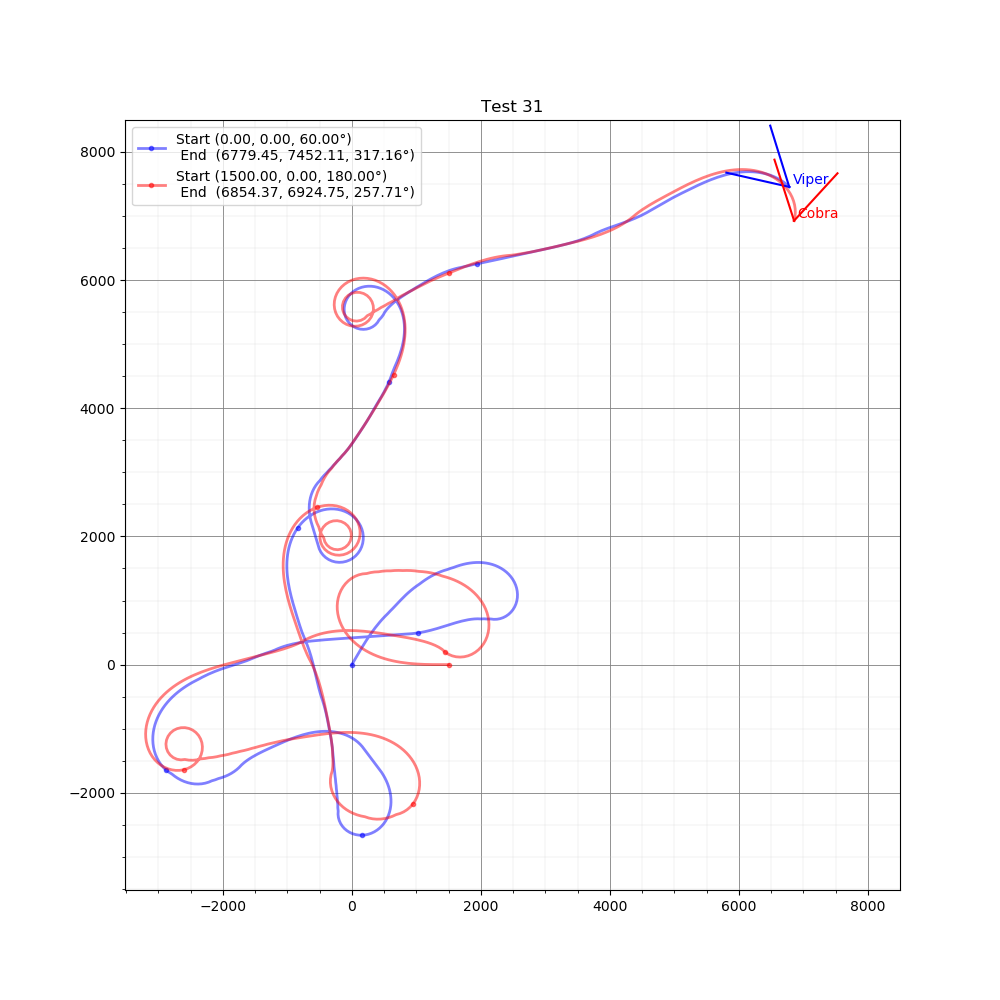 Test 31
Start (0.00, 0.00, 60.00°)
End  (6779.45, 7452.11, 317.16°)
Start (1500.00, 0.00, 180.00°)
End  (6854.37, 6924.75, 257.71°)
Viper
Cobra
8000
6000
4000
2000
0
−2000
−2000
0
2000
4000
6000
8000